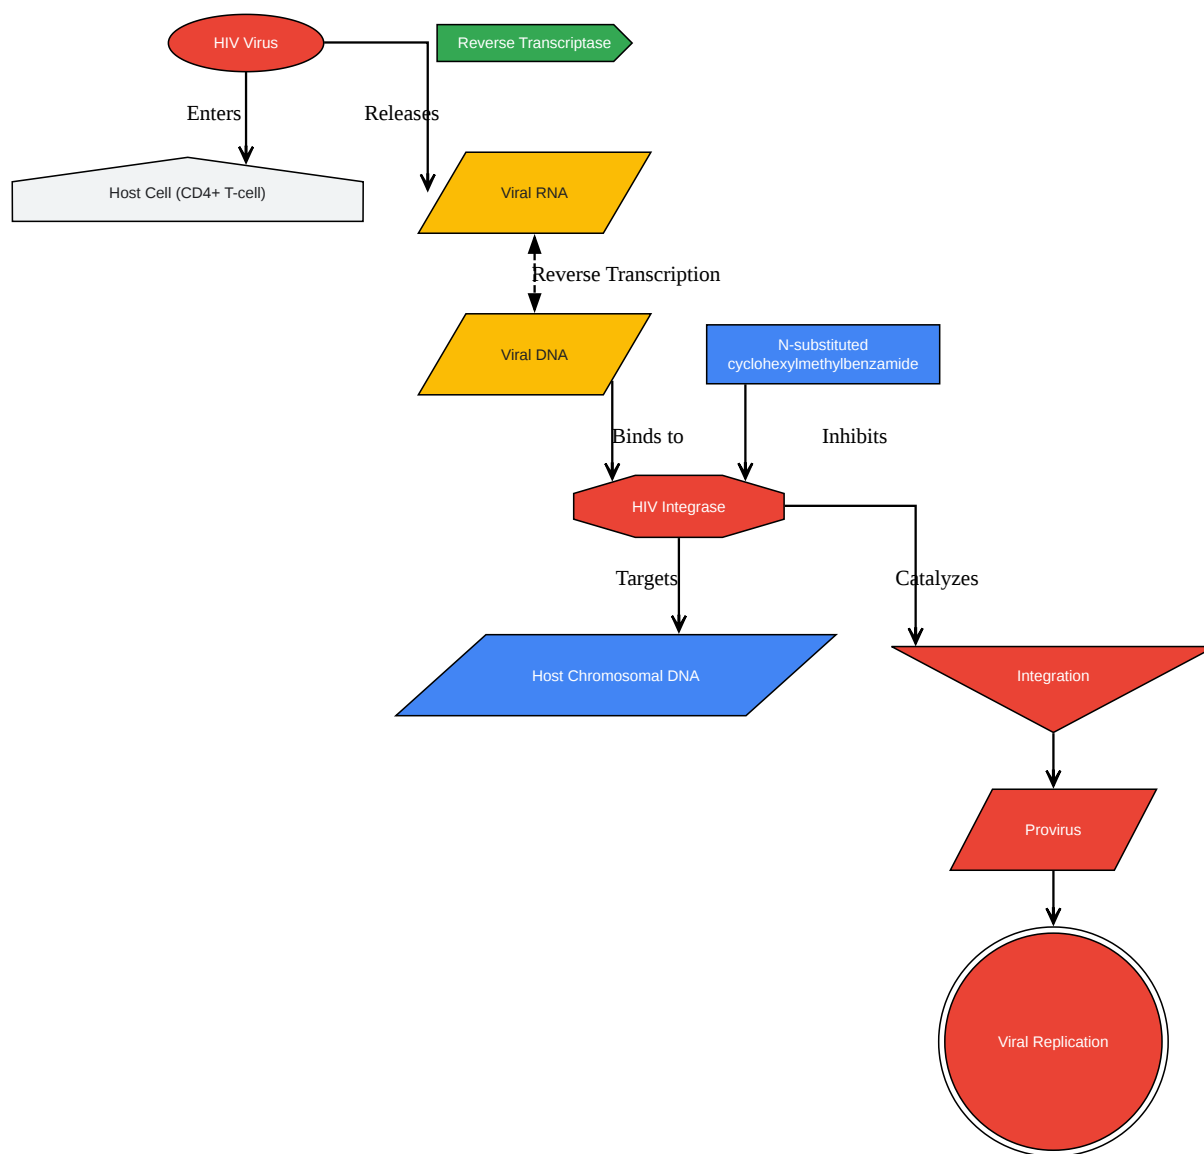 HIV Virus
Reverse Transcriptase
Enters
Releases
Host Cell (CD4+ T-cell)
Viral RNA
Reverse Transcription
Viral DNA
N-substituted
cyclohexylmethylbenzamide
Binds to
Inhibits
HIV Integrase
Targets
Catalyzes
Host Chromosomal DNA
Integration
Provirus
Viral Replication